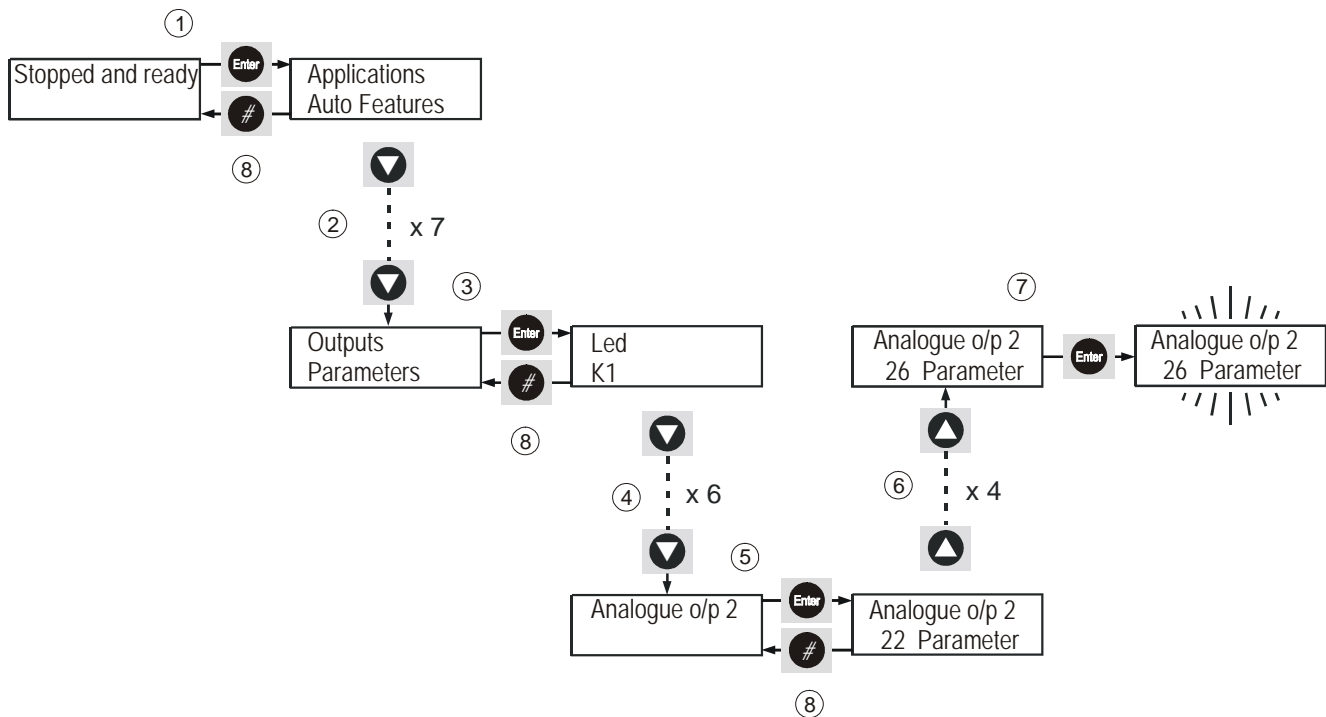 1
Stopped and ready
Enter
Applications
Auto Features
#
8
2
x 7
3
Outputs
Parameters
Enter
Led
K1
#
8
4
x 6
5
Analogue o/p 2
Enter
Analogue o/p 2
22 Parameter
#
8
6
x 4
7
Analogue o/p 2
26 Parameter
Enter
Analogue o/p 2
26 Parameter